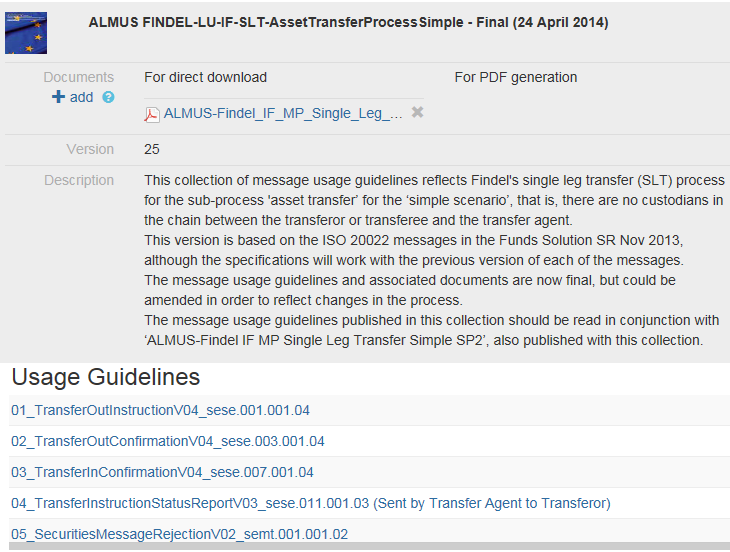 ALMUS FINDEL-LU-IF-SLT-AssetTransferProcessSimple - Final (24 April 2014)
Documents For direct download For PDF generation
add ?
ALMUS-Findel_IF_MP_Single_Leg_...
Version 25
Description This collection of message usage guidelines reflects Findel's single leg transfer (SLT) process
for the sub-process 'asset transfer' for the ‘simple scenario’, that is, there are no custodians in
the chain between the transferor or transferee and the transfer agent.
This version is based on the ISO 20022 messages in the Funds Solution SR Nov 2013,
although the specifications will work with the previous version of each of the messages.
The message usage guidelines and associated documents are now final, but could be
amended in order to reflect changes in the process.
The message usage guidelines published in this collection should be read in conjunction with
‘ALMUS-Findel IF MP Single Leg Transfer Simple SP2’, also published with this collection.
Usage Guidelines
01_TransferOutInstructionV04_sese.001.001.04
02_TransferOutConfirmationV04_sese.003.001.04
03_TransferInConfirmationV04_sese.007.001.04
04_TransferInstructionStatusReportV03_sese.011.001.03 (Sent by Transfer Agent to Transferor)
05_SecuritiesMessageRejectionV02_semt.001.001.02